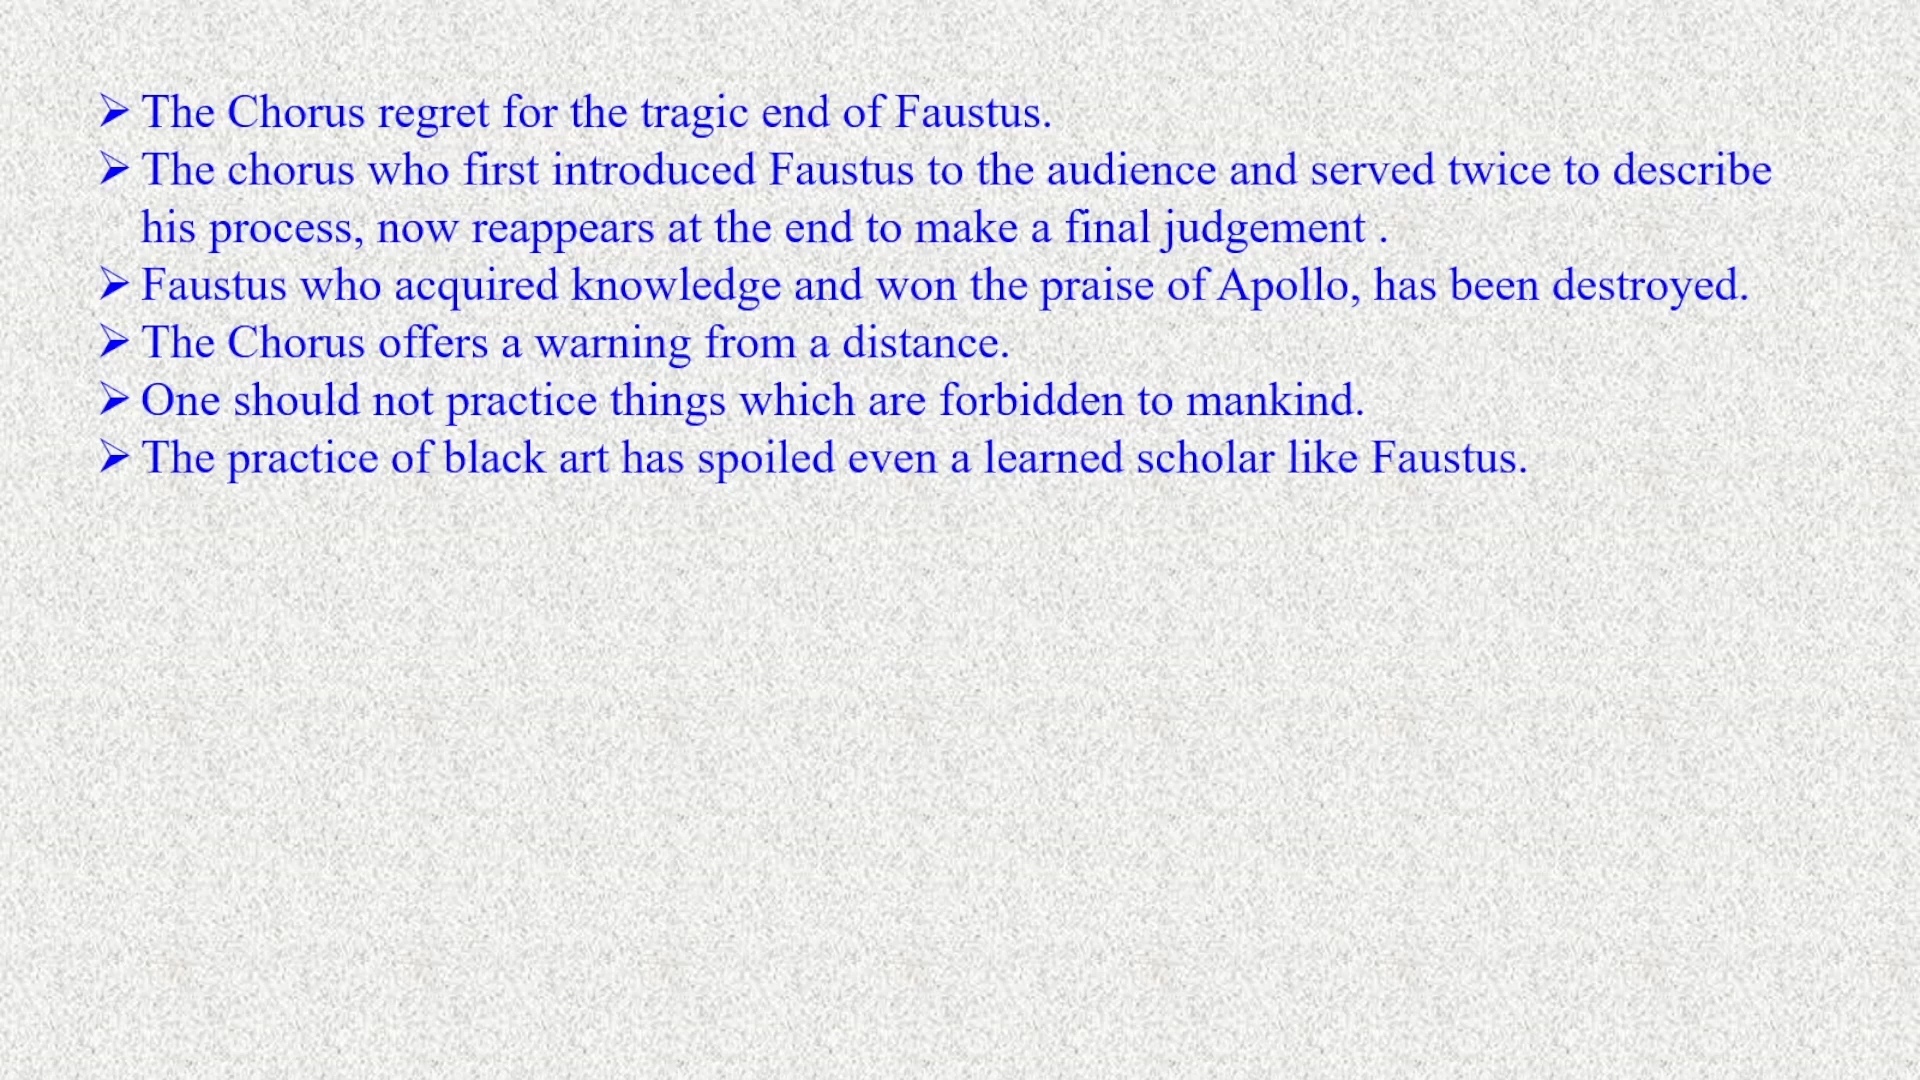 ➢ The Chorus regret for the tragic end of Faustus.
➢ The chorus who first introduced Faustus to the audience and served twice to describe
his process, now reappears at the end to make a final judgement .
➢ Faustus who acquired knowledge and won the praise of Apollo, has been destroyed.
➢ The Chorus offers a warning from a distance.
➢ One should not practice things which are forbidden to mankind.
➢ The practice of black art has spoiled even a learned scholar like Faustus.